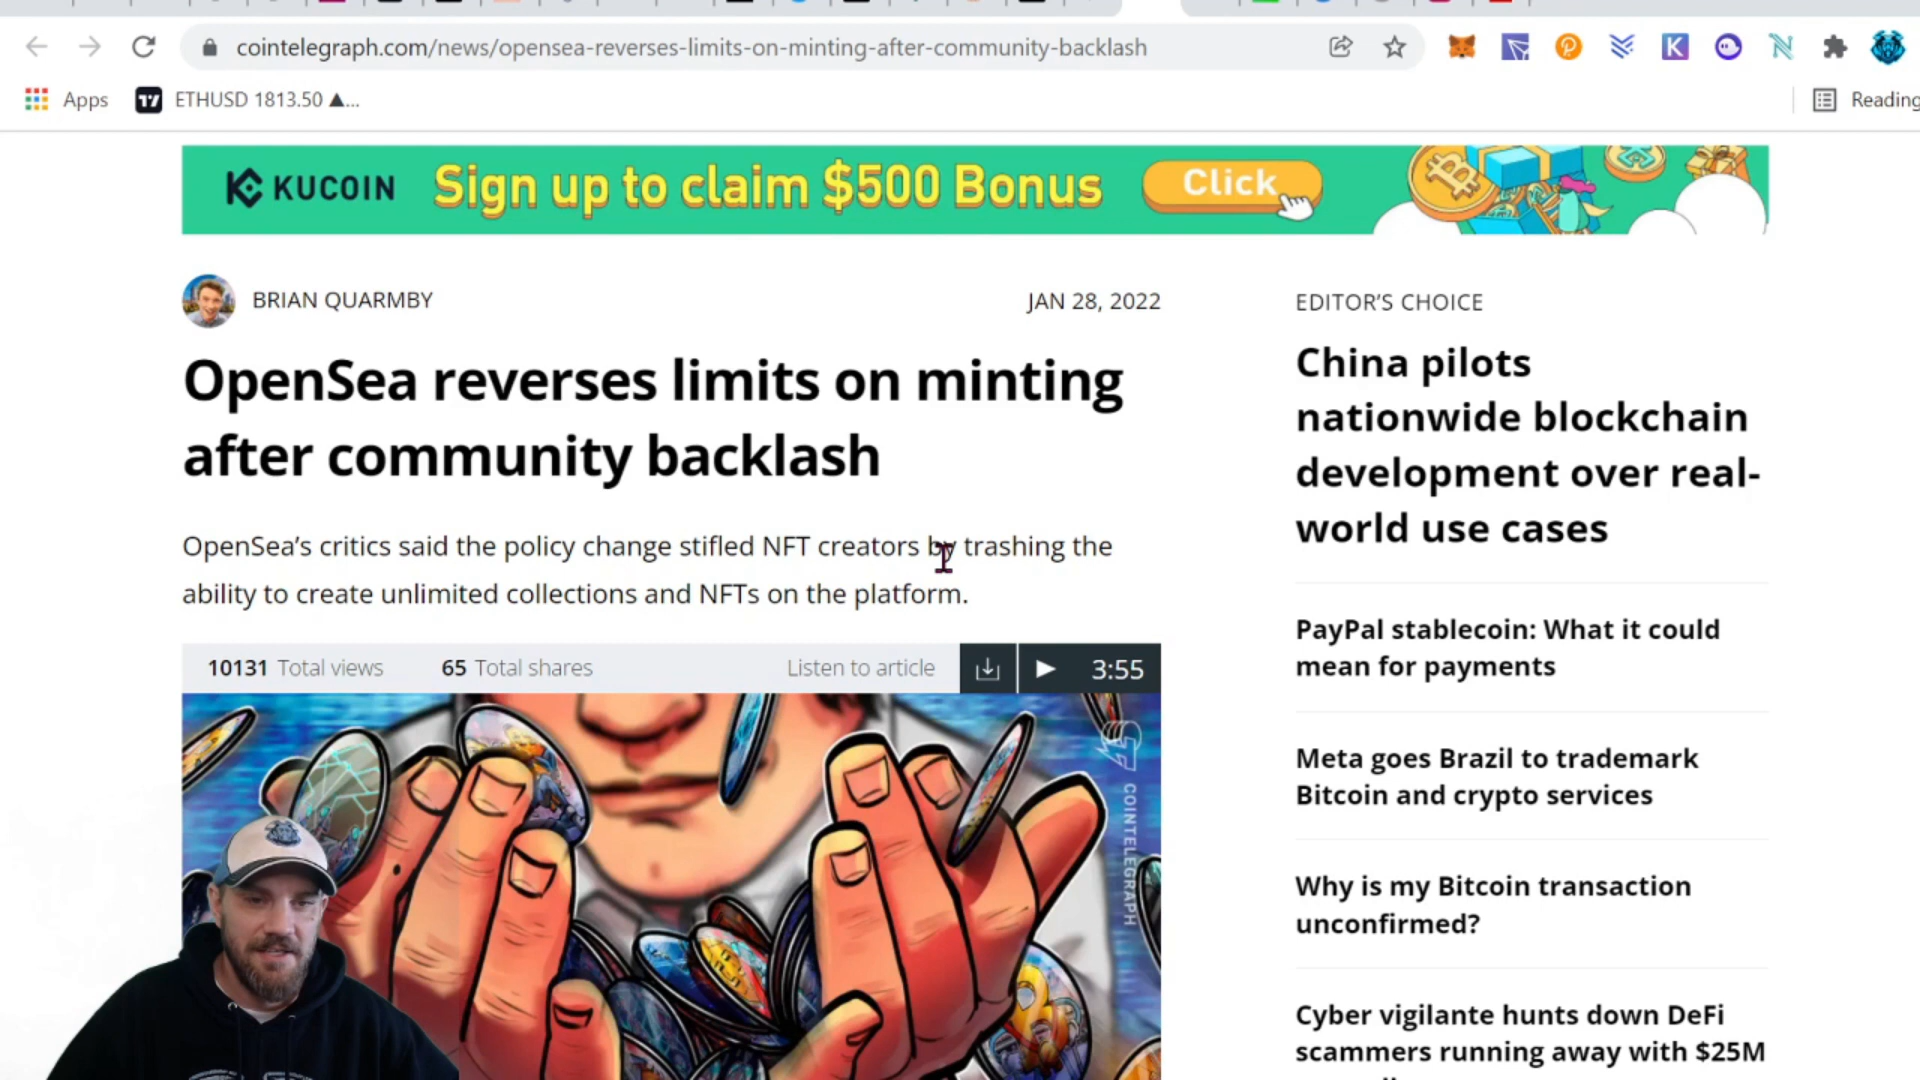 cointelegraph.com/news/opensea-reverses-limits-on-minting-after-community-backlash
Apps
ETHUSD 1813.50 ▲...
Reading
KUCOIN
Sign up to claim $500 Bonus
Click
BRIAN QUARMBY
JAN 28, 2022
OpenSea reverses limits on minting
after community backlash
OpenSea's critics said the policy change stifled NFT creators by trashing the
ability to create unlimited collections and NFTs on the platform.
10131 Total views
65 Total shares
Listen to article
3:55
COINTELEGRAPH
EDITOR'S CHOICE
China pilots
nationwide blockchain
development over real-
world use cases
PayPal stablecoin: What it could
mean for payments
Meta goes Brazil to trademark
Bitcoin and crypto services
Why is my Bitcoin transaction
unconfirmed?
Cyber vigilante hunts down DeFi
scammers running away with $25M